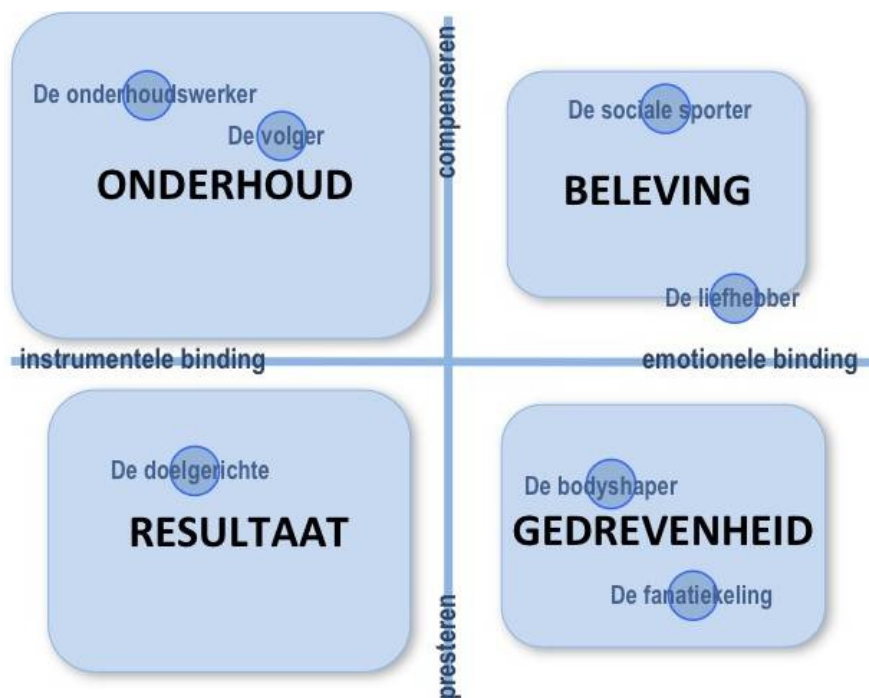 De onderhoudswerker
De volger
ONDERHOUD
compenseren
De sociale sporter
BELEVING
De liefhebber
instrumentele binding
emotionele binding
De doelgerichte
RESULTAAT
De bodyshaper
GEDREVENHEID
De fanatiekeling
presteren